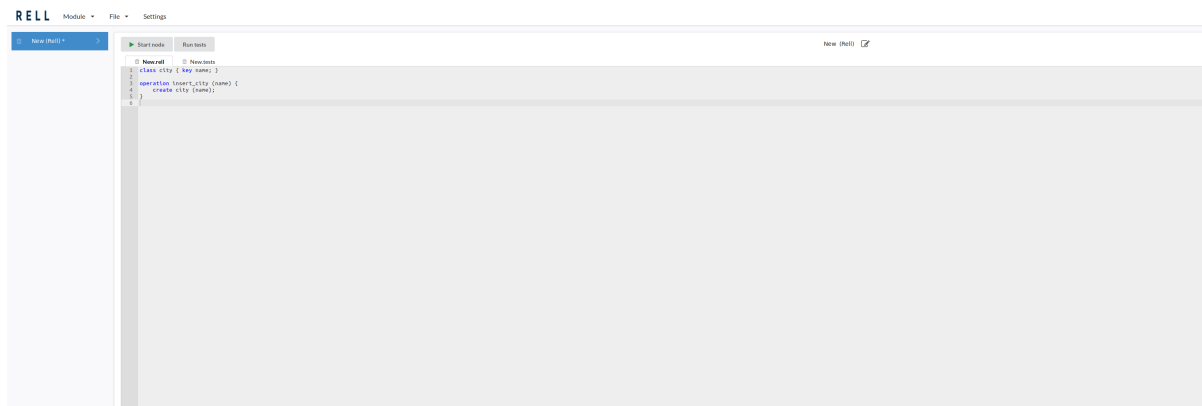 RELL Module File Settings
New (Rell) *
Start node Run tests New (Rell)
New.rell New.tests
1 class city { key name; }
2
3 operation insert_city (name) {
4 create city (name);
5 }
6